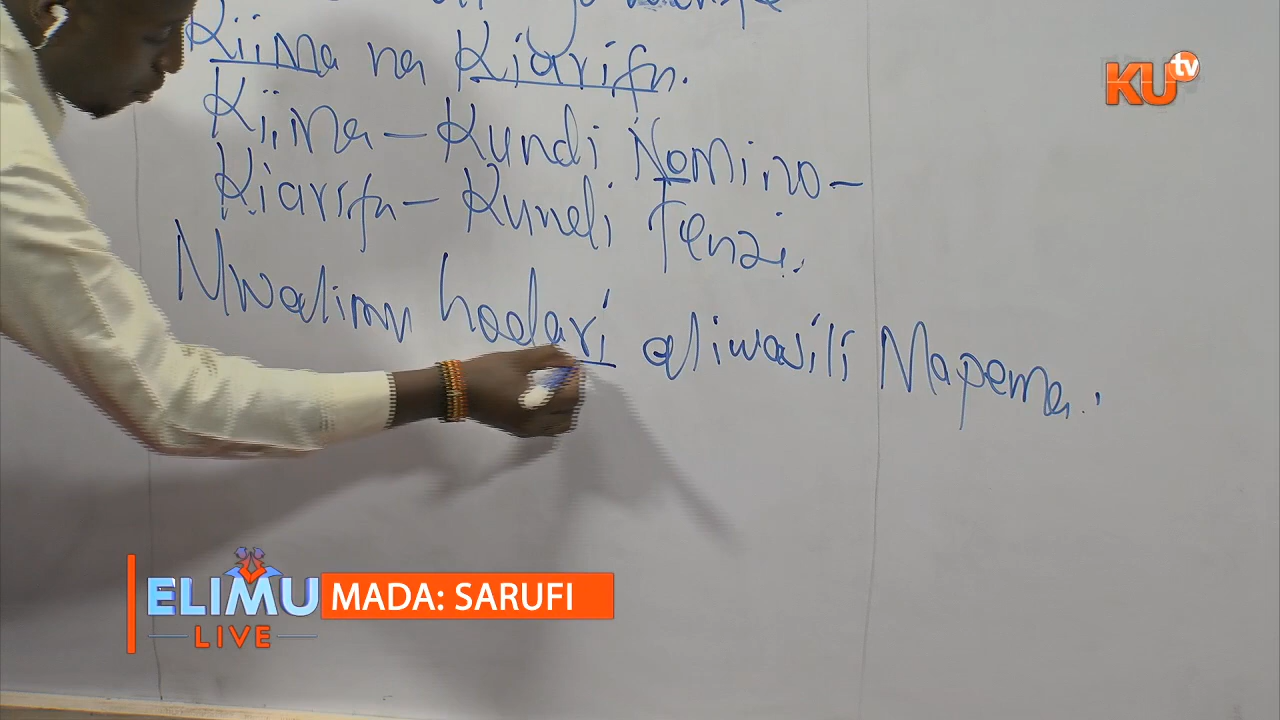 Kiima na Kiarifu.
Kiima – Kundi Nomino –
Kiarifu – Kundi Tenzi.
Mwalimu hodari aliwasili Mapema.
KU tv
ELIMU LIVE
MADA: SARUFI